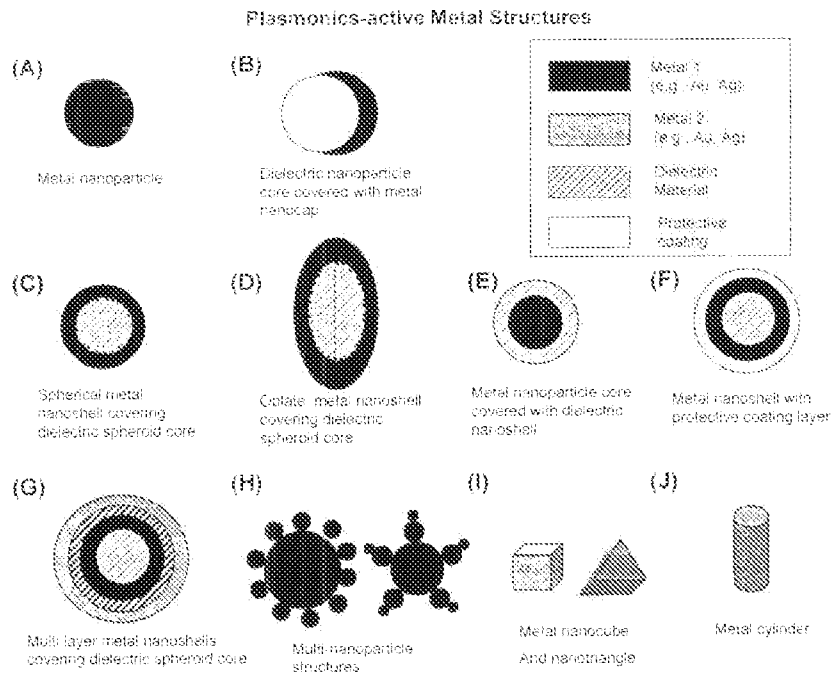 Plasmonics-active Metal Structures
(A)
Metal nanoparticle
(B)
Dielectric nanoparticle
core covered with metal
nanocap
Metal 1
(e.g., Au, Ag)
Metal 2
(e.g., Au, Ag)
Dielectric
Material
Protective
coating
(C)
Spherical metal
nanoshell covering
dielectric spheroid core
(D)
Oblate metal nanoshell
covering dielectric
spheroid core
(E)
Metal nanoparticle core
covered with dielectric
nanoshell
(F)
Metal nanoshell with
protective coating layer
(G)
Multi layer metal nanoshells
covering dielectric spheroid core
(H)
Multi-nanoparticle
structures
(I)
Metal nanocube
And nanotriangle
(J)
Metal cylinder